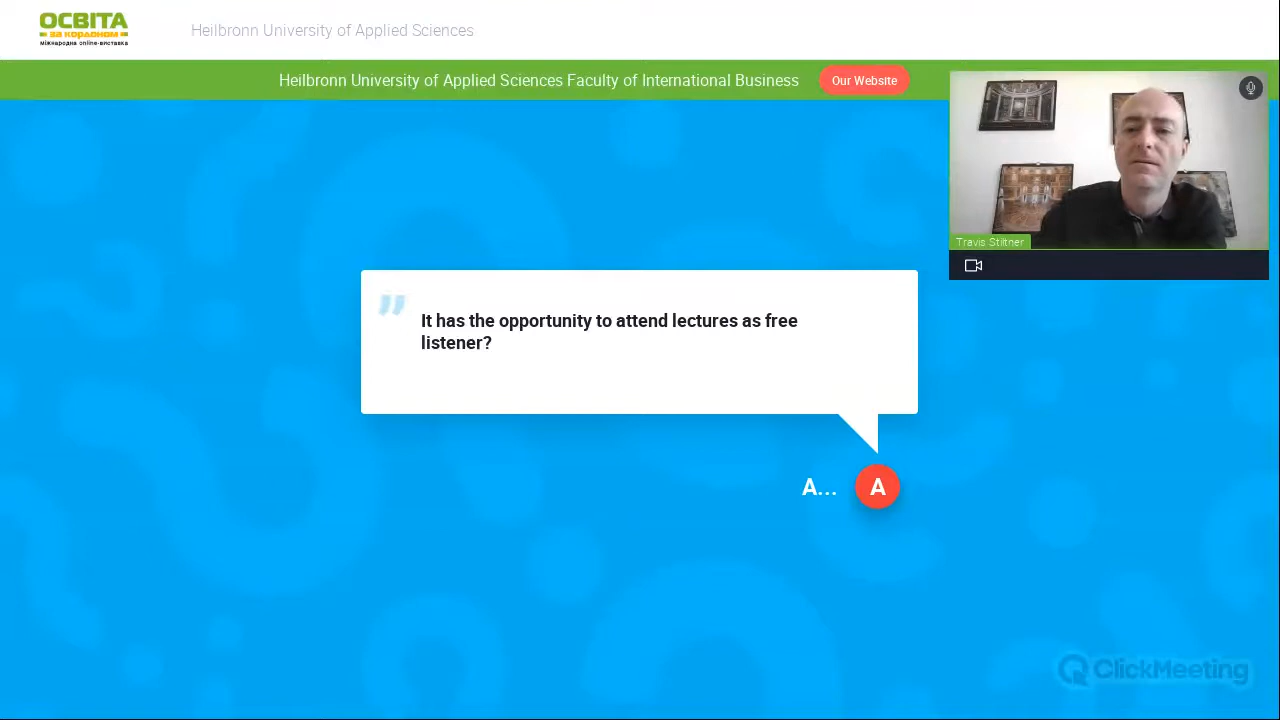 ОСВІТА
за кордоном
міжнародна online-виставка
Heilbronn University of Applied Sciences
Heilbronn University of Applied Sciences Faculty of International Business
Our Website
Travis Stiltner
It has the opportunity to attend lectures as free
listener?
A...
A
ClickMeeting